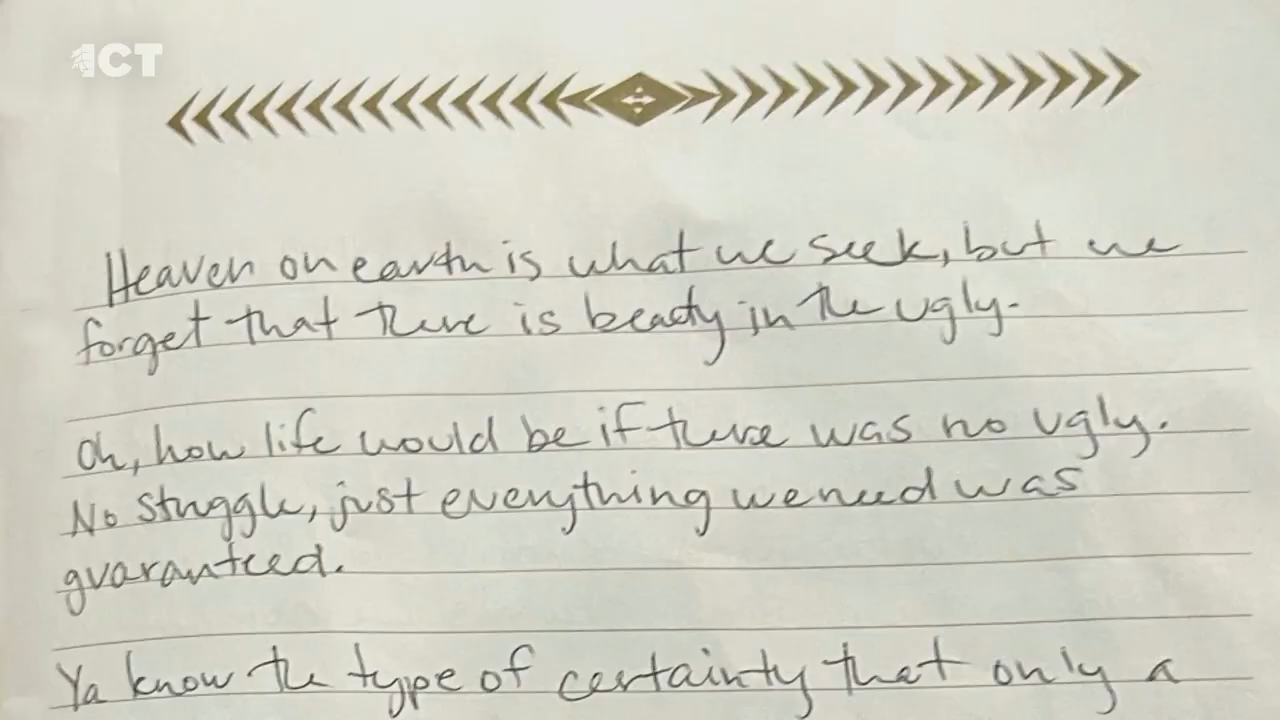 ICT
Heaven on earth is what we seek, but we
forget that there is beauty in the ugly.
Oh, how life would be if there was no ugly.
No struggle, just everything we need was
guaranteed.
Ya know the type of certainty that only a